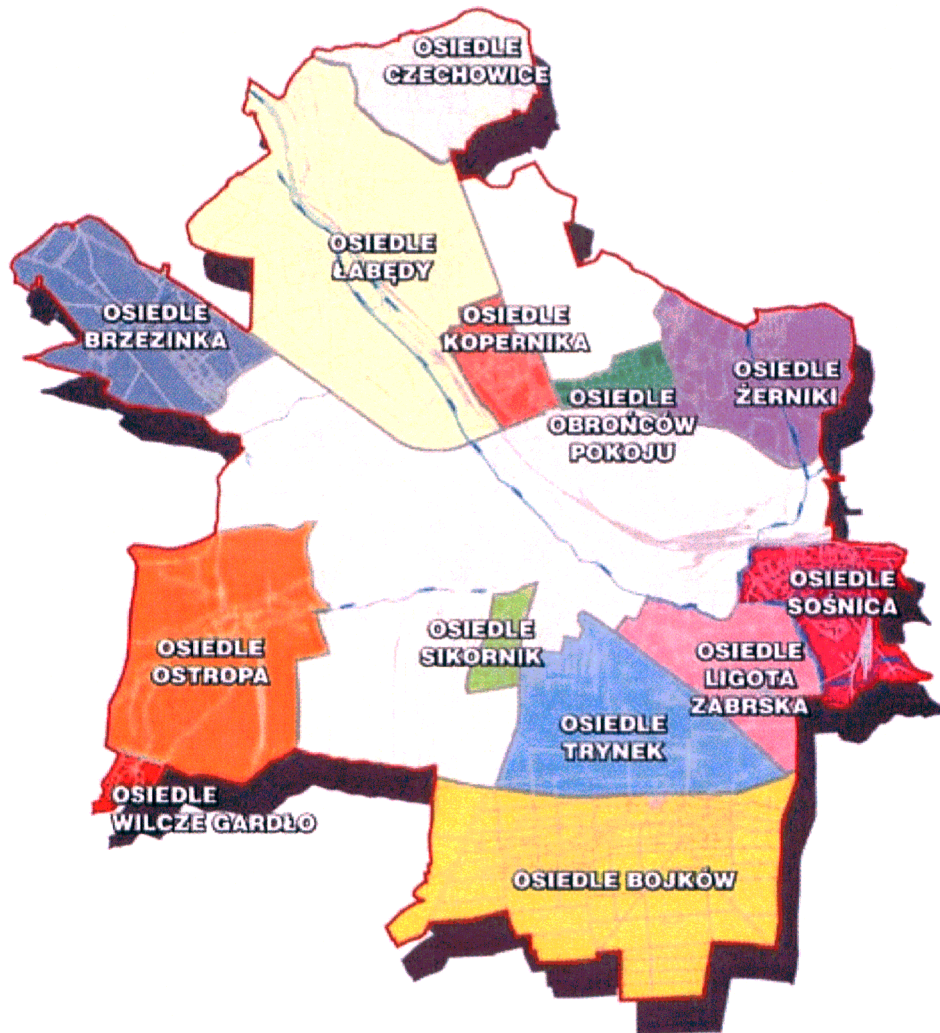 OSIEDLE
CZECHOWICE
OSIEDLE
ŁABĘDY
OSIEDLE
BRZEZINKA
OSIEDLE
KOPERNIKA
OSIEDLE
ŻERNIKI
OSIEDLE
OBROŃCÓW
POKOJU
OSIEDLE
SOŚNICA
OSIEDLE
SIKORNIK
OSIEDLE
OSTROPA
OSIEDLE
LIGOTA
ZABRSKA
OSIEDLE
TRYNEK
OSIEDLE
WILCZE GARDŁO
OSIEDLE BOJKÓW